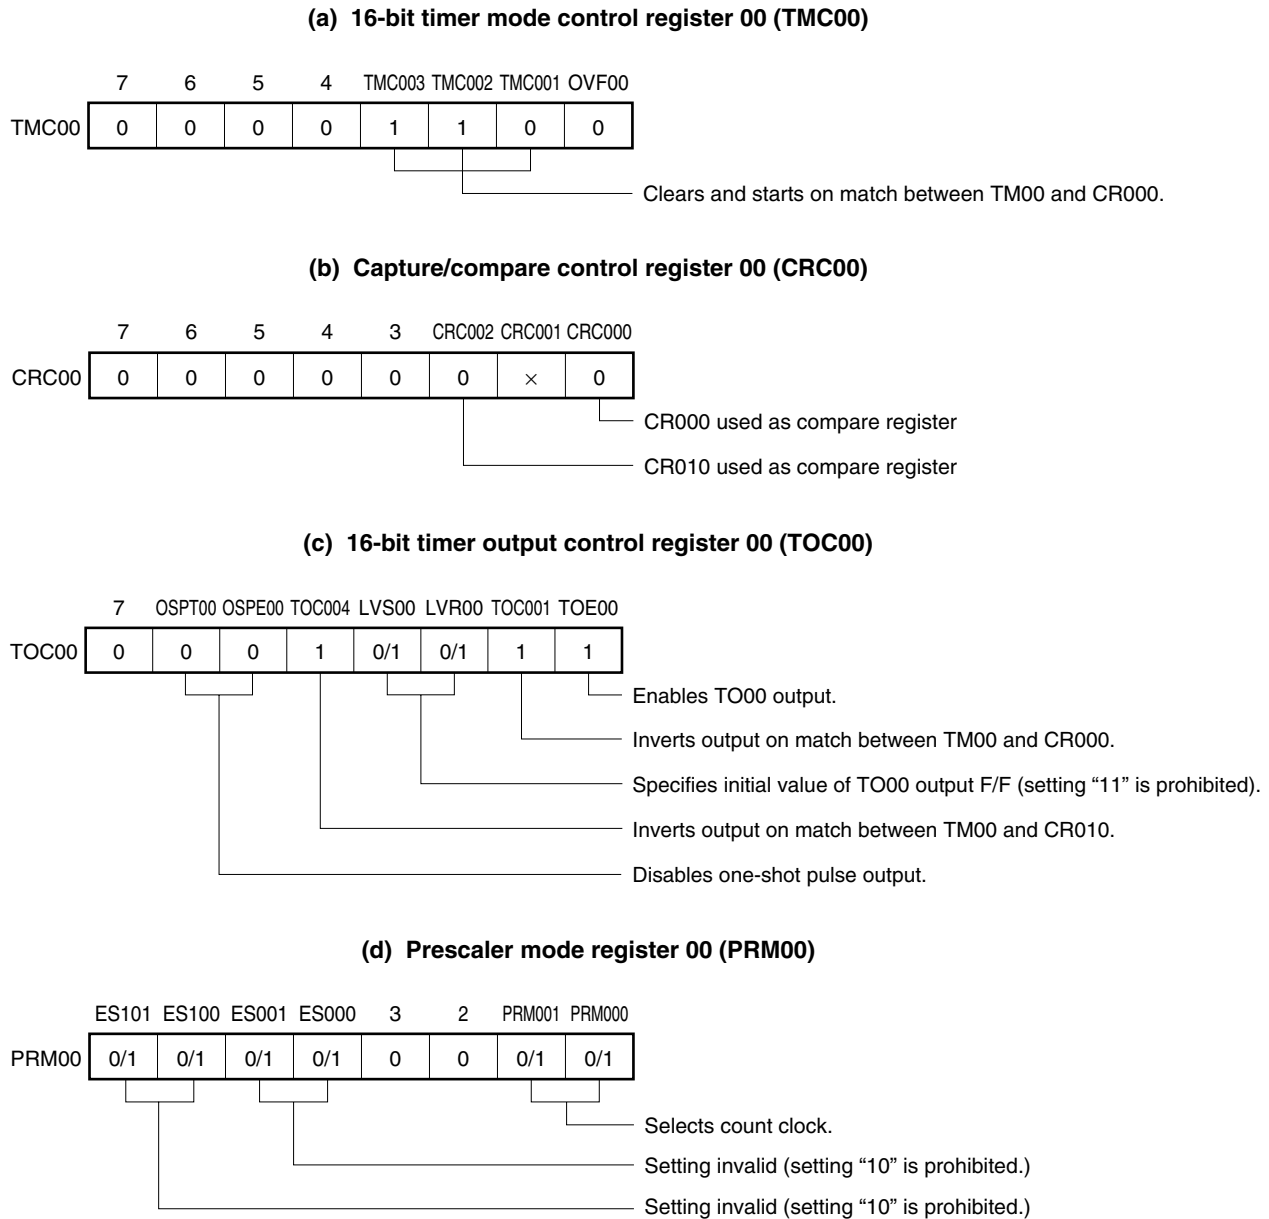 (a) 16-bit timer mode control register 00 (TMC00)
7 6 5 4 TMC003 TMC002 TMC001 OVF00
TMC00 0 0 0 0 1 1 0 0
Clears and starts on match between TM00 and CR000.
(b) Capture/compare control register 00 (CRC00)
7 6 5 4 3 CRC002 CRC001 CRC000
CRC00 0 0 0 0 0 0 × 0
CR000 used as compare register
CR010 used as compare register
(c) 16-bit timer output control register 00 (TOC00)
7 OSPT00 OSPE00 TOC004 LVS00 LVR00 TOC001 TOE00
TOC00 0 0 0 1 0/1 0/1 1 1
Enables TO00 output.
Inverts output on match between TM00 and CR000.
Specifies initial value of TO00 output F/F (setting “11” is prohibited).
Inverts output on match between TM00 and CR010.
Disables one-shot pulse output.
(d) Prescaler mode register 00 (PRM00)
ES101 ES100 ES001 ES000 3 2 PRM001 PRM000
PRM00 0/1 0/1 0/1 0/1 0 0 0/1 0/1
Selects count clock.
Setting invalid (setting “10” is prohibited.)
Setting invalid (setting “10” is prohibited.)